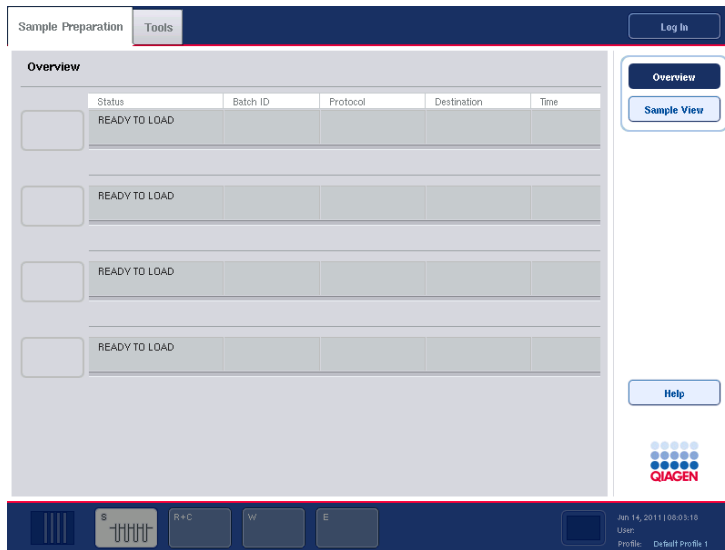 Sample Preparation Tools Log In
Overview
Overview
Sample View
Status Batch ID Protocol Destination Time
READY TO LOAD
READY TO LOAD
READY TO LOAD
READY TO LOAD
Help
QIAGEN
S R+C W E
Jun 14, 2011 | 08:03:18
User:
Profile: Default Profile 1